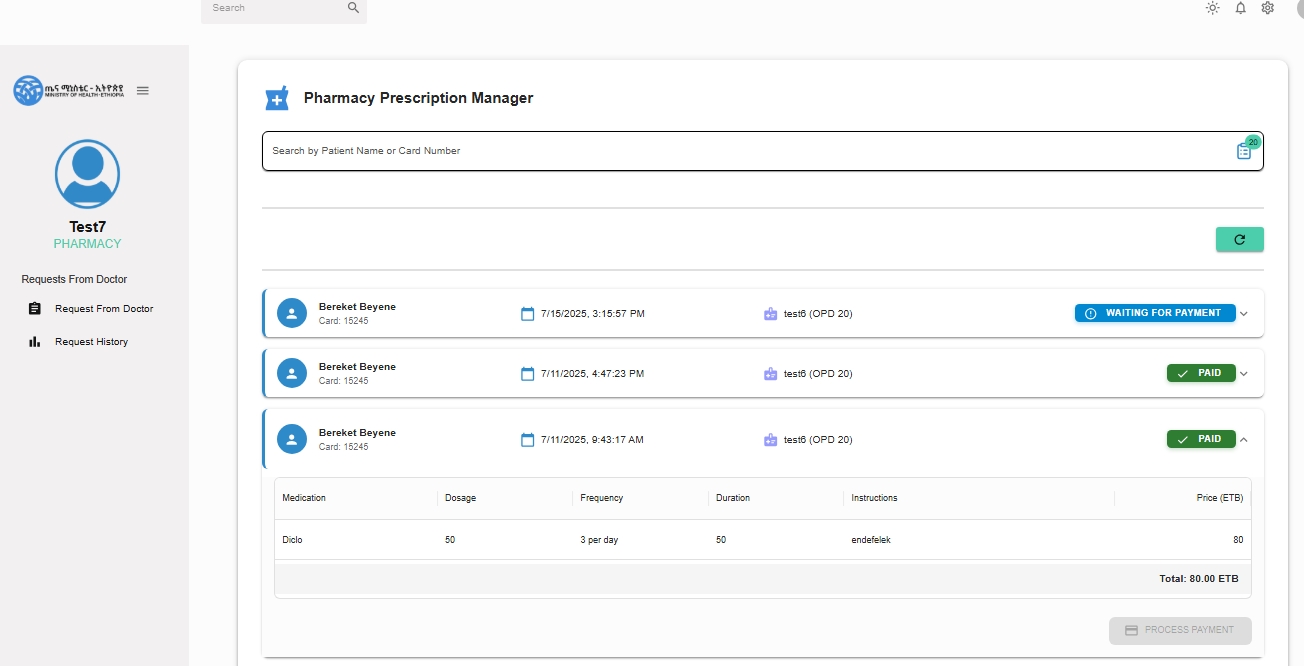 Search
ጤና ሚኒስቴር - ኢትዮጵያ
MINISTRY OF HEALTH-ETHIOPIA
Test7
PHARMACY
Requests From Doctor
Request From Doctor
Request History
Pharmacy Prescription Manager
Search by Patient Name or Card Number
20
Bereket Beyene
Card: 15245
7/15/2025, 3:15:57 PM
test6 (OPD 20)
WAITING FOR PAYMENT
Bereket Beyene
Card: 15245
7/11/2025, 4:47:23 PM
test6 (OPD 20)
PAID
Bereket Beyene
Card: 15245
7/11/2025, 9:43:17 AM
test6 (OPD 20)
PAID
Medication Dosage Frequency Duration Instructions Price (ETB)
Diclo 50 3 per day 50 endefelek 80
Total: 80.00 ETB
PROCESS PAYMENT